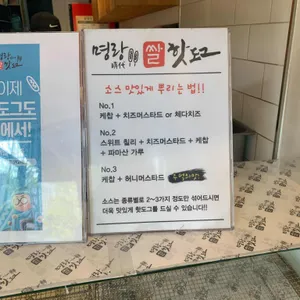 이제
도그도
에서!
명랑
時代
쌀
핫도그
소스 맛있게 뿌리는 법!!
No.1
케찹 + 치즈머스타드 or 체다치즈
No.2
스위트 칠리 + 치즈머스타드 + 케찹
+ 파마산 가루
No.3
케찹 + 허니머스타드
소스는 종류별로 2~3가지 정도만 섞어드시면
더욱 맛있게 핫도그를 드실 수 있습니다!!